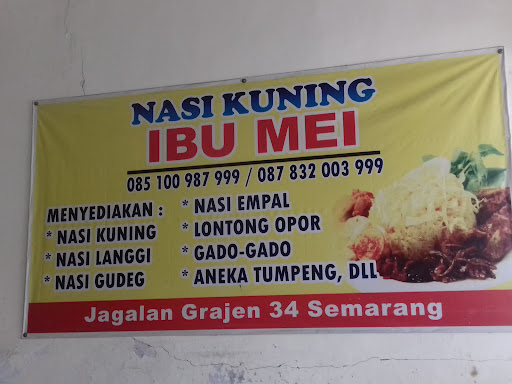 NASI KUNING
IBU MEI
085 100 987 999 / 087 832 003 999
MENYEDIAKAN :
* NASI KUNING
* NASI LANGGI
* NASI GUDEG
* NASI EMPAL
* LONTONG OPOR
* GADO-GADO
* ANEKA TUMPENG, DLL
Jagalan Grajen 34 Semarang